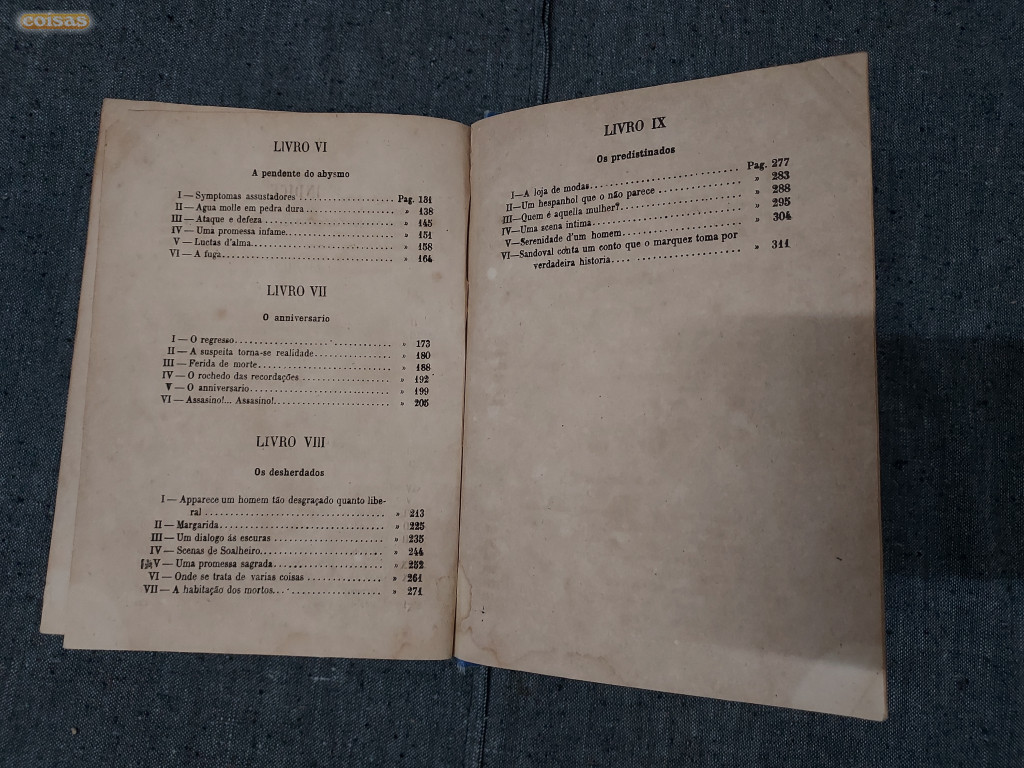 coisas
LIVRO VI
A pendente do abysmo
I — Symptomas assustadores . . . . . . . . . . . . . . . . . . Pag. 131
II — Agua molle em pedra dura . . . . . . . . . . . . . . . . . . » 138
III — Ataque e defeza . . . . . . . . . . . . . . . . . . » 145
IV — Uma promessa infame. . . . . . . . . . . . . . . . . . » 151
V — Luctas d'alma. . . . . . . . . . . . . . . . . . » 158
VI — A fuga. . . . . . . . . . . . . . . . . . » 164
LIVRO VII
O anniversario
I — O regresso. . . . . . . . . . . . . . . . . . » 173
II — A suspeita torna-se realidade. . . . . . . . . . . . . . . . . . » 180
III — Ferida de morte. . . . . . . . . . . . . . . . . . » 188
IV — O rochedo das recordações . . . . . . . . . . . . . . . . . . » 192
V — O anniversario. . . . . . . . . . . . . . . . . . » 199
VI — Assasino!... Assasino!. . . . . . . . . . . . . . . . . . » 205
LIVRO VIII
Os desherdados
I — Apparece um homem tão desgraçado quanto libe-
ral . . . . . . . . . . . . . . . . . . » 213
II — Margarida. . . . . . . . . . . . . . . . . . » 225
III — Um dialogo ás escuras . . . . . . . . . . . . . . . . . . » 235
IV — Scenas de Soalheiro. . . . . . . . . . . . . . . . . . » 244
V — Uma promessa sagrada. . . . . . . . . . . . . . . . . . » 252
VI — Onde se trata de varias coisas . . . . . . . . . . . . . . . . . . » 261
VII — A habitação dos mortos. . . . . . . . . . . . . . . . . . » 271
LIVRO IX
Os predistinados
I—A loja de modas. . . . . . . . . . . . . . . . . . Pag. 277
II—Um hespanhol que o não parece . . . . . . . . . . . . . . . . . . » 283
III—Quem é aquella mulher?. . . . . . . . . . . . . . . . . . » 288
IV—Uma scena intima. . . . . . . . . . . . . . . . . . » 295
V—Serenidade d'um homem. . . . . . . . . . . . . . . . . . » 304
VI—Sandoval conta um conto que o marquez toma por
verdadeira historia. . . . . . . . . . . . . . . . . . » 311